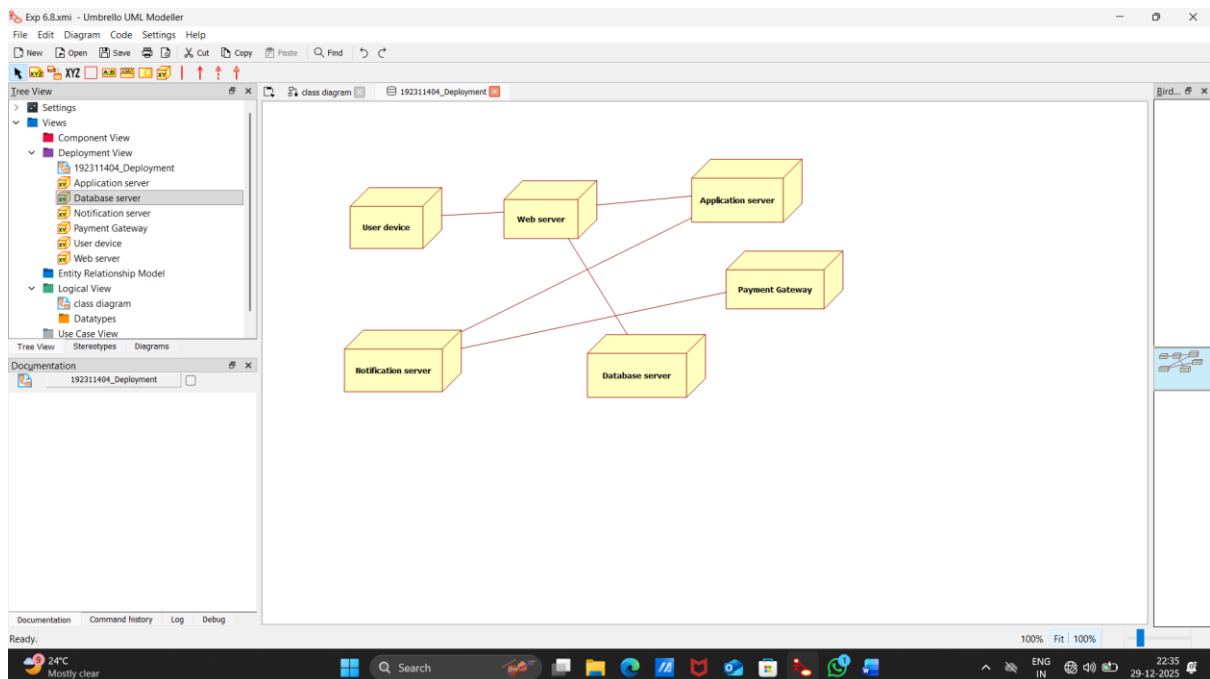 Exp 6.8.xmi - Umbrello UML Modeller
File Edit Diagram Code Settings Help
New Open Save Cut Copy Paste Find
XYZ
Tree View
class diagram 192311404_Deployment
Bird...
Settings
Views
Component View
Deployment View
192311404_Deployment
Application server
Database server
Notification server
Payment Gateway
User device
Web server
Entity Relationship Model
Logical View
class diagram
Datatypes
Use Case View
Tree View Stereotypes Diagrams
Documentation
192311404_Deployment
User device
Web server
Application server
Payment Gateway
Notification server
Database server
Documentation Command history Log Debug
Ready.
100% Fit 100%
9
24°C
Mostly clear
Search
1
ENG
IN
22:35
29-12-2025